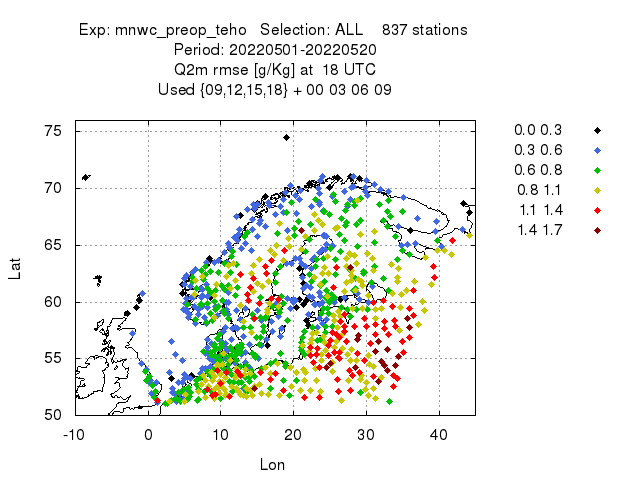 Exp: mnwc_preop_teho   Selection: ALL    837 stations
Period: 20220501-20220520
Q2m rmse [g/Kg] at  18 UTC
Used {09,12,15,18} + 00 03 06 09
75
70
65
60
55
50
-10 0 10 20 30 40
Lat
Lon
0.0 0.3
0.3 0.6
0.6 0.8
0.8 1.1
1.1 1.4
1.4 1.7